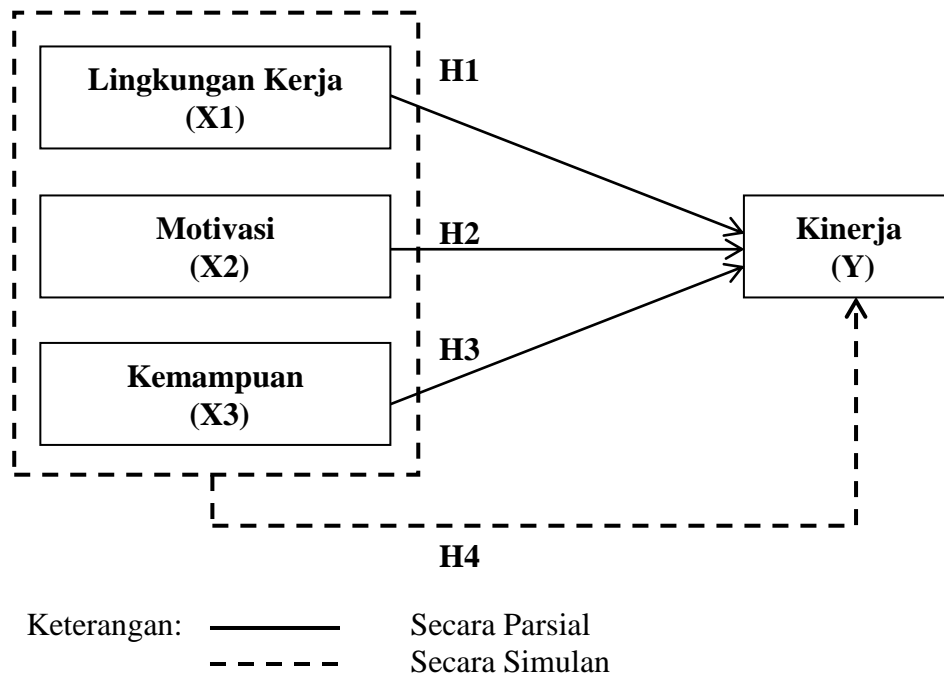 Lingkungan Kerja
(X1)
H1
Motivasi
(X2)
H2
Kinerja
(Y)
Kemampuan
(X3)
H3
H4
Keterangan: Secara Parsial
Secara Simulan